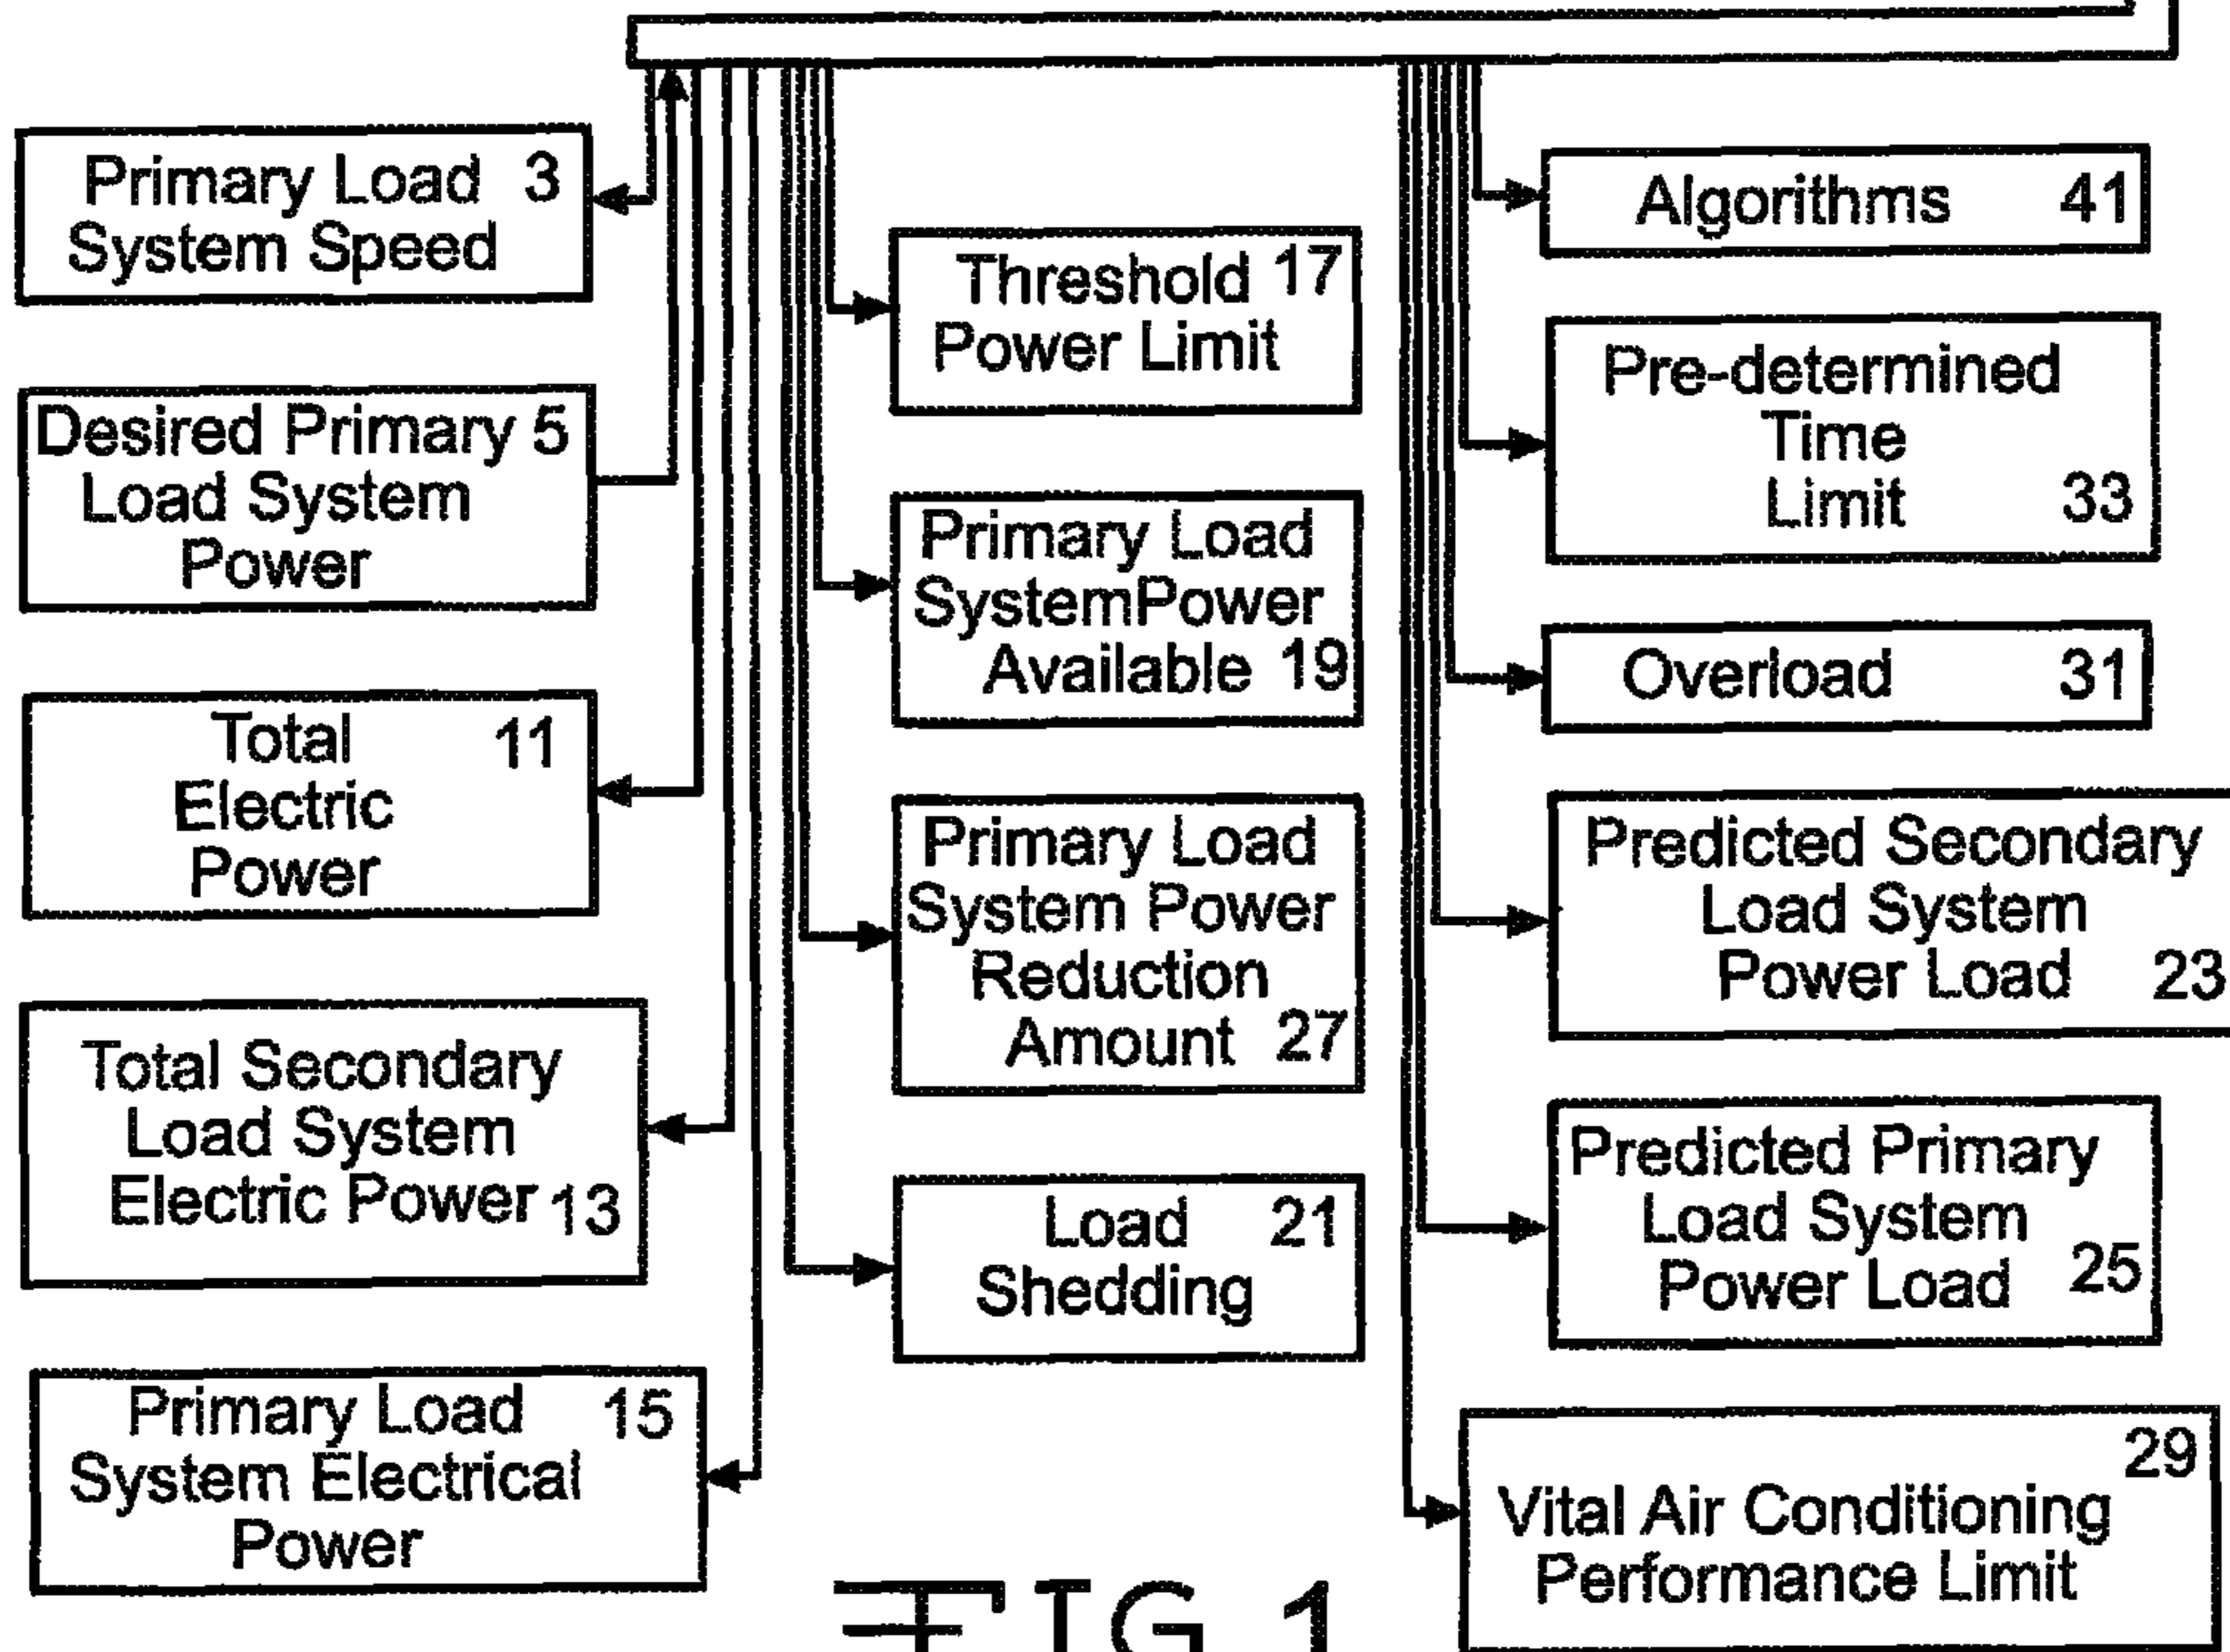 Primary Load 3
System Speed
Desired Primary 5
Load System
Power
Total 11
Electric
Power
Total Secondary
Load System
Electric Power 13
Primary Load 15
System Electrical
Power
Threshold 17
Power Limit
Primary Load
SystemPower
Available 19
Primary Load
System Power
Reduction
Amount 27
Load 21
Shedding
Algorithms 41
Pre-determined
Time
Limit 33
Overload 31
Predicted Secondary
Load System
Power Load 23
Predicted Primary
Load System
Power Load 25
29
Vital Air Conditioning
Performance Limit
FIG 1